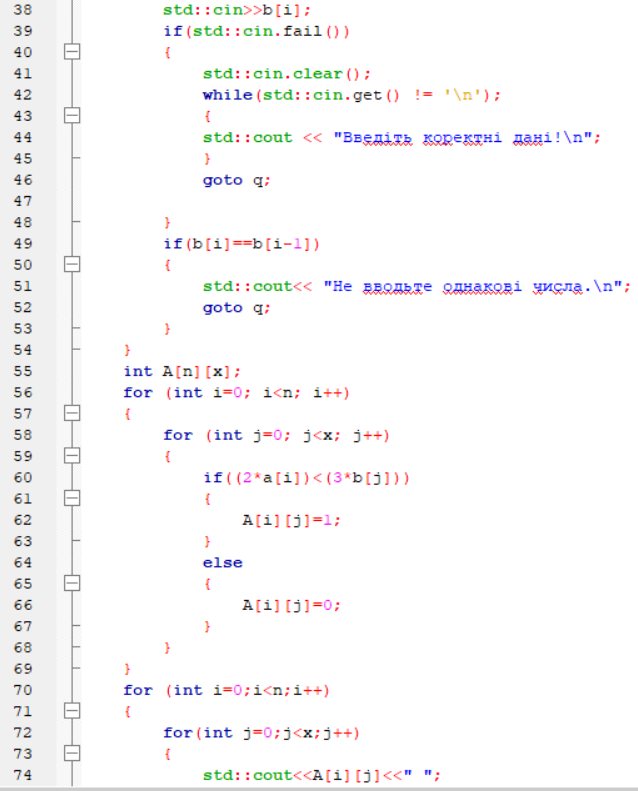 38 std::cin>>b[i];
39 if(std::cin.fail())
40 {
41 std::cin.clear();
42 while(std::cin.get() != '\n');
43 {
44 std::cout << "Введіть коректні дані!\n";
45 }
46 goto q;
47
48 }
49 if(b[i]==b[i-1])
50 {
51 std::cout<< "Не вводьте однакові числа.\n";
52 goto q;
53 }
54 }
55 int A[n][x];
56 for (int i=0; i<n; i++)
57 {
58 for (int j=0; j<x; j++)
59 {
60 if((2*a[i])<(3*b[j]))
61 {
62 A[i][j]=1;
63 }
64 else
65 {
66 A[i][j]=0;
67 }
68 }
69 }
70 for (int i=0;i<n;i++)
71 {
72 for(int j=0;j<x;j++)
73 {
74 std::cout<<A[i][j]<<" ";